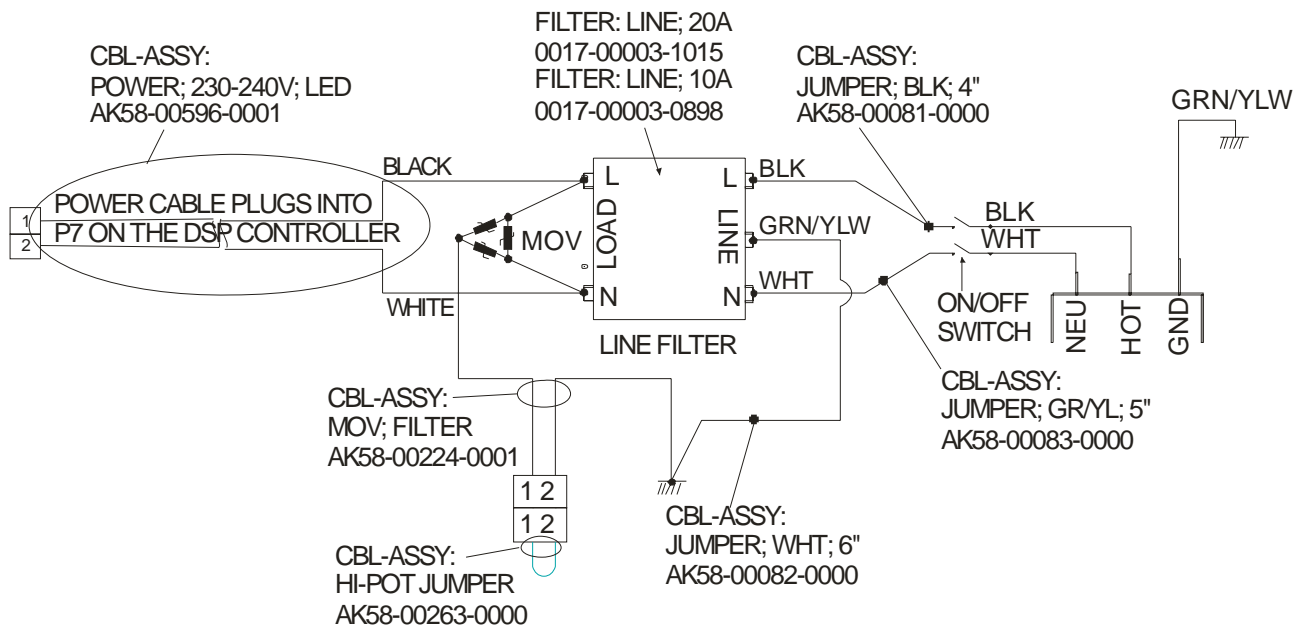 FILTER: LINE; 20A
0017-00003-1015
FILTER: LINE; 10A
0017-00003-0898
CBL-ASSY:
POWER; 230-240V; LED
AK58-00596-0001
CBL-ASSY:
JUMPER; BLK; 4"
AK58-00081-0000
GRN/YLW
BLACK
POWER CABLE PLUGS INTO
P7 ON THE DSP CONTROLLER
1
2
WHITE
MOV
L
LOAD
N
L
LINE
N
LINE FILTER
BLK
GRN/YLW
WHT
BLK
WHT
ON/OFF
SWITCH
NEU
HOT
GND
CBL-ASSY:
JUMPER; GR/YL; 5"
AK58-00083-0000
CBL-ASSY:
MOV; FILTER
AK58-00224-0001
1 2
1 2
CBL-ASSY:
JUMPER; WHT; 6"
AK58-00082-0000
CBL-ASSY:
HI-POT JUMPER
AK58-00263-0000